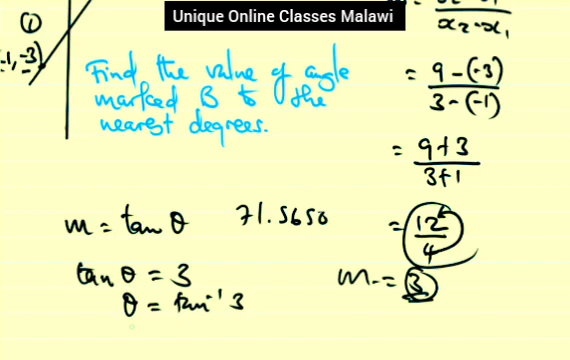 Unique Online Classes Malawi
①
-1,-3)
Find the value of angle
marked B to the
nearest degrees.
x₂-x₁
= 9-(-3)
3-(-1)
= 9+3
3+1
= 12
4
m = 3
m = tan θ 71.5650
tan θ = 3
θ = tan⁻¹ 3